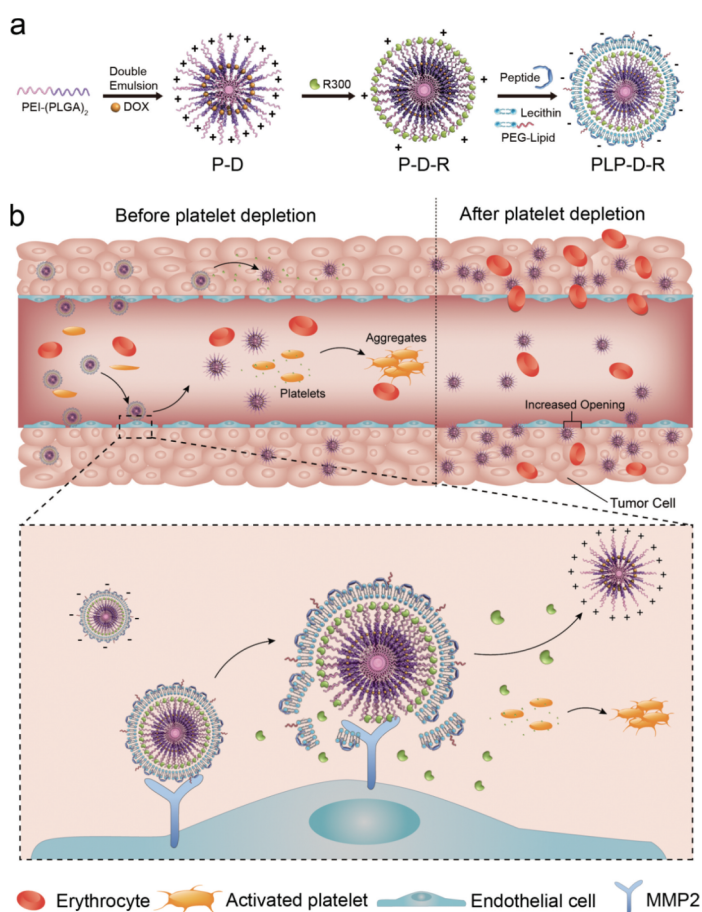 a
PEI-(PLGA)2
Double
Emulsion
DOX
P-D
R300
P-D-R
Peptide
Lecithin
PEG-Lipid
PLP-D-R
b
Before platelet depletion
After platelet depletion
Aggregates
Platelets
Increased Opening
Tumor Cell
Erythrocyte
Activated platelet
Endothelial cell
MMP2